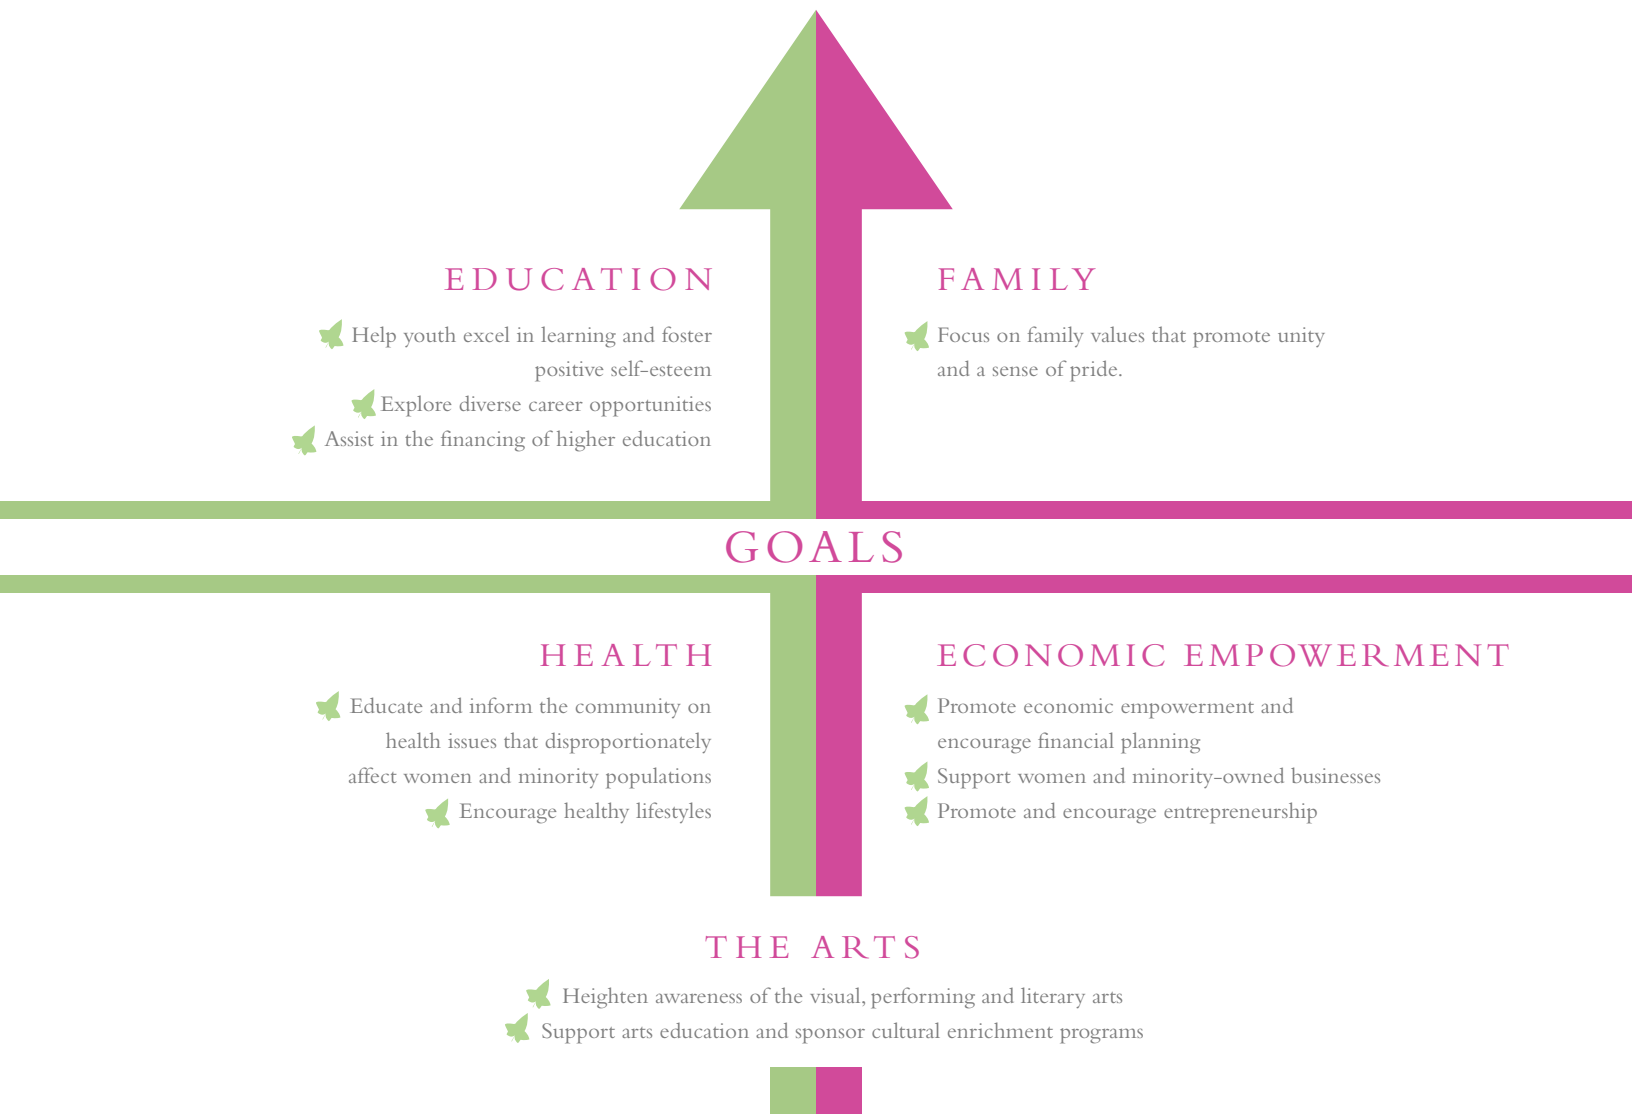 EDUCATION
Help youth excel in learning and foster
positive self-esteem
Explore diverse career opportunities
Assist in the financing of higher education
FAMILY
Focus on family values that promote unity
and a sense of pride.
GOALS
HEALTH
Educate and inform the community on
health issues that disproportionately
affect women and minority populations
Encourage healthy lifestyles
ECONOMIC EMPOWERMENT
Promote economic empowerment and
encourage financial planning
Support women and minority-owned businesses
Promote and encourage entrepreneurship
THE ARTS
Heighten awareness of the visual, performing and literary arts
Support arts education and sponsor cultural enrichment programs